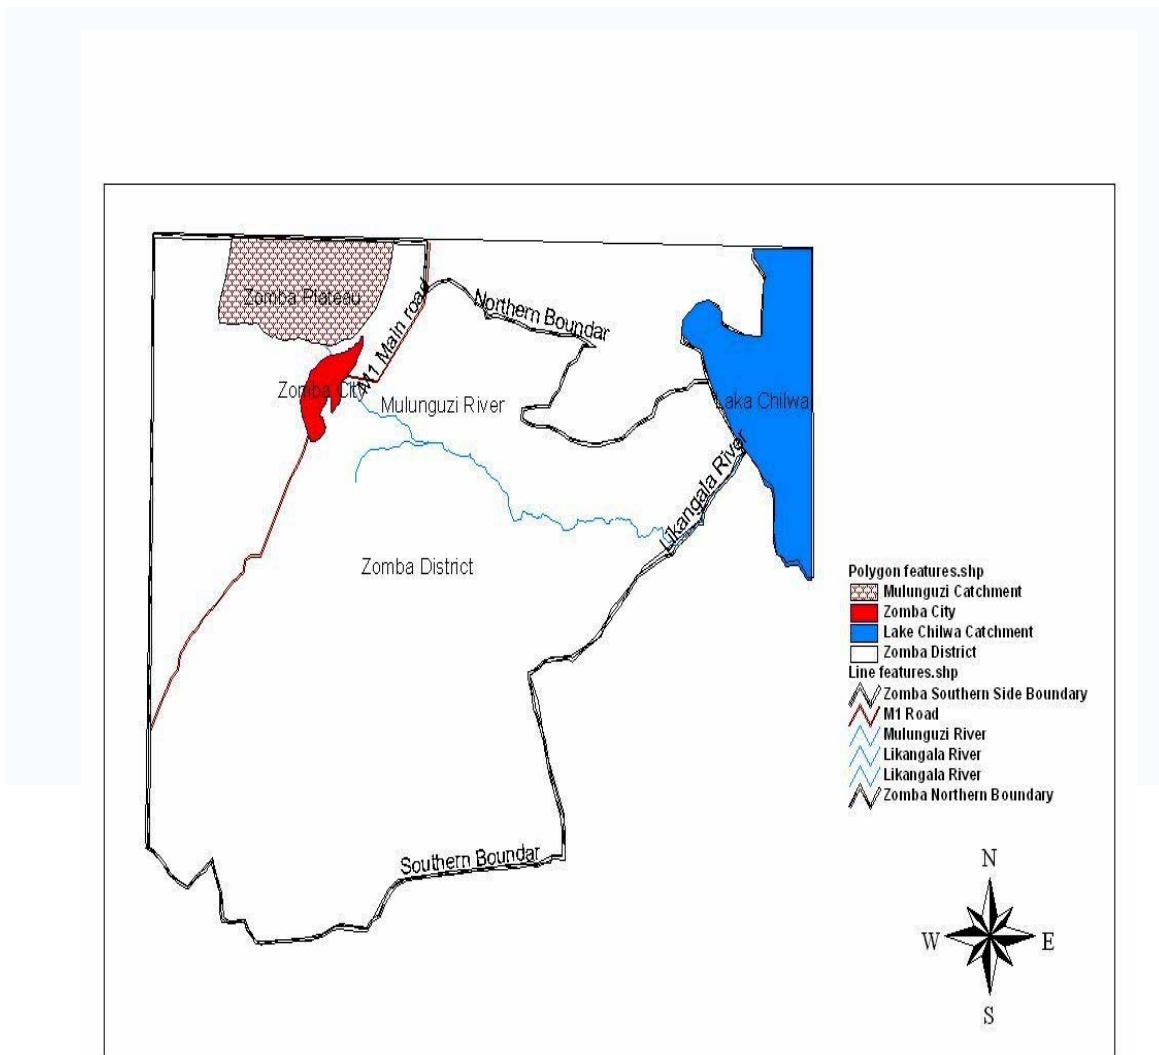 Zomba Plateau
Northern Boundar
M1 Main road
Zomba City
Mulunguzi River
Laka Chilwa
Likangala River
Zomba District
Southern Boundar
Polygon features.shp
Mulunguzi Catchment
Zomba City
Lake Chilwa Catchment
Zomba District
Line features.shp
Zomba Southern Side Boundary
M1 Road
Mulunguzi River
Likangala River
Likangala River
Zomba Northern Boundary
N
W E
S